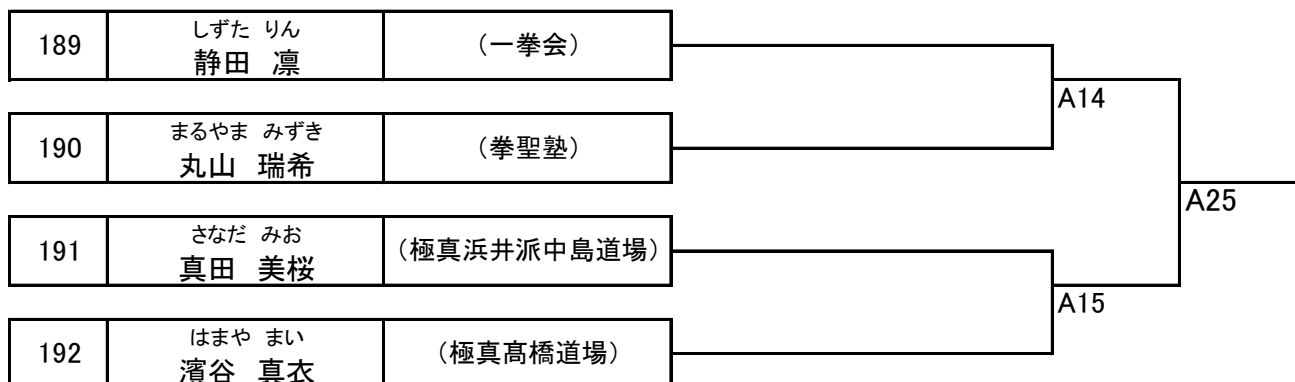 しずた りん
189 静田 凛 （一拳会）
A14
まるやま みずき
190 丸山 瑞希 （拳聖塾）
A25
さなだ みお
191 真田 美桜 （極真浜井派中島道場）
A15
はまや まい
192 濱谷 真衣 （極真髙橋道場）